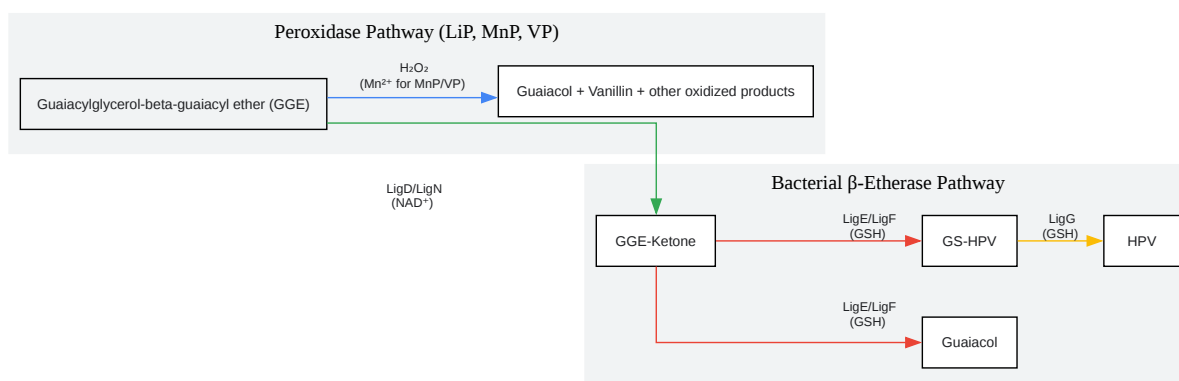 Peroxidase Pathway (LiP, MnP, VP)
H₂O₂
(Mn²⁺ for MnP/VP)
Guaiacylglycerol-beta-guaiacyl ether (GGE)
Guaiacol + Vanillin + other oxidized products
LigD/LigN
(NAD⁺)
Bacterial β-Etherase Pathway
GGE-Ketone
LigE/LigF
(GSH)
GS-HPV
LigG
(GSH)
HPV
LigE/LigF
(GSH)
Guaiacol